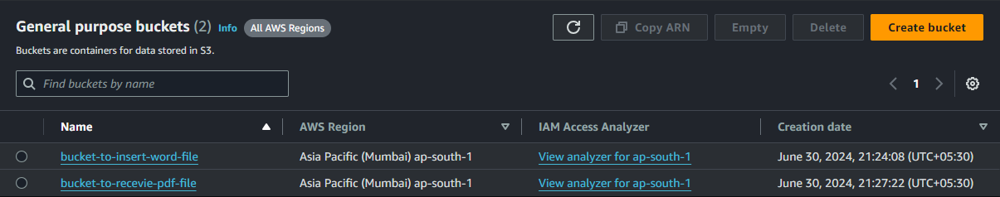 General purpose buckets (2) Info All AWS Regions
Copy ARN Empty Delete Create bucket
Buckets are containers for data stored in S3.
Find buckets by name
1
Name AWS Region IAM Access Analyzer Creation date
bucket-to-insert-word-file Asia Pacific (Mumbai) ap-south-1 View analyzer for ap-south-1 June 30, 2024, 21:24:08 (UTC+05:30)
bucket-to-recevie-pdf-file Asia Pacific (Mumbai) ap-south-1 View analyzer for ap-south-1 June 30, 2024, 21:27:22 (UTC+05:30)